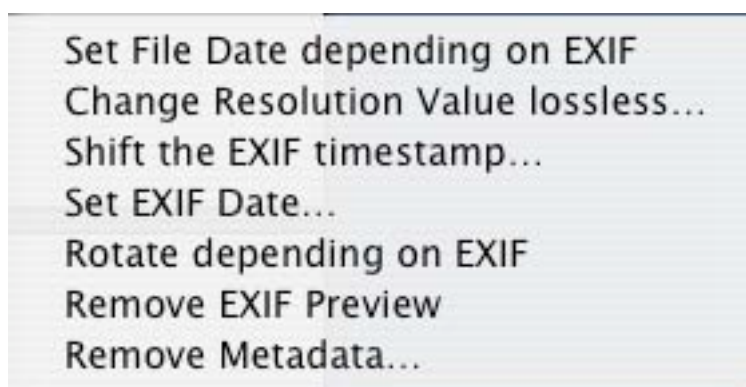 Set File Date depending on EXIF
Change Resolution Value lossless...
Shift the EXIF timestamp...
Set EXIF Date...
Rotate depending on EXIF
Remove EXIF Preview
Remove Metadata...